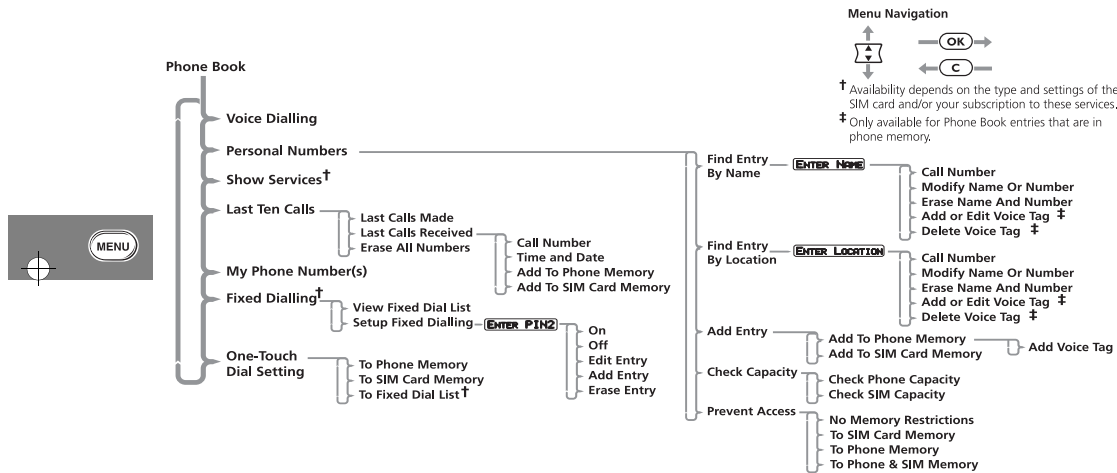 Menu Navigation
OK
C
† Availability depends on the type and settings of the
SIM card and/or your subscription to these services.
‡ Only available for Phone Book entries that are in
phone memory.
MENU
Phone Book
Voice Dialling
Personal Numbers
Show Services†
Last Ten Calls
Last Calls Made
Last Calls Received
Erase All Numbers
Call Number
Time and Date
Add To Phone Memory
Add To SIM Card Memory
My Phone Number(s)
Fixed Dialling†
View Fixed Dial List
Setup Fixed Dialling
ENTER PIN2
On
Off
Edit Entry
Add Entry
Erase Entry
One-Touch
Dial Setting
To Phone Memory
To SIM Card Memory
To Fixed Dial List†
Find Entry
By Name
ENTER NAME
Call Number
Modify Name Or Number
Erase Name And Number
Add or Edit Voice Tag ‡
Delete Voice Tag ‡
Find Entry
By Location
ENTER LOCATION
Call Number
Modify Name Or Number
Erase Name And Number
Add or Edit Voice Tag ‡
Delete Voice Tag ‡
Add Entry
Add To Phone Memory
Add To SIM Card Memory
Add Voice Tag
Check Capacity
Check Phone Capacity
Check SIM Capacity
Prevent Access
No Memory Restrictions
To SIM Card Memory
To Phone Memory
To Phone & SIM Memory